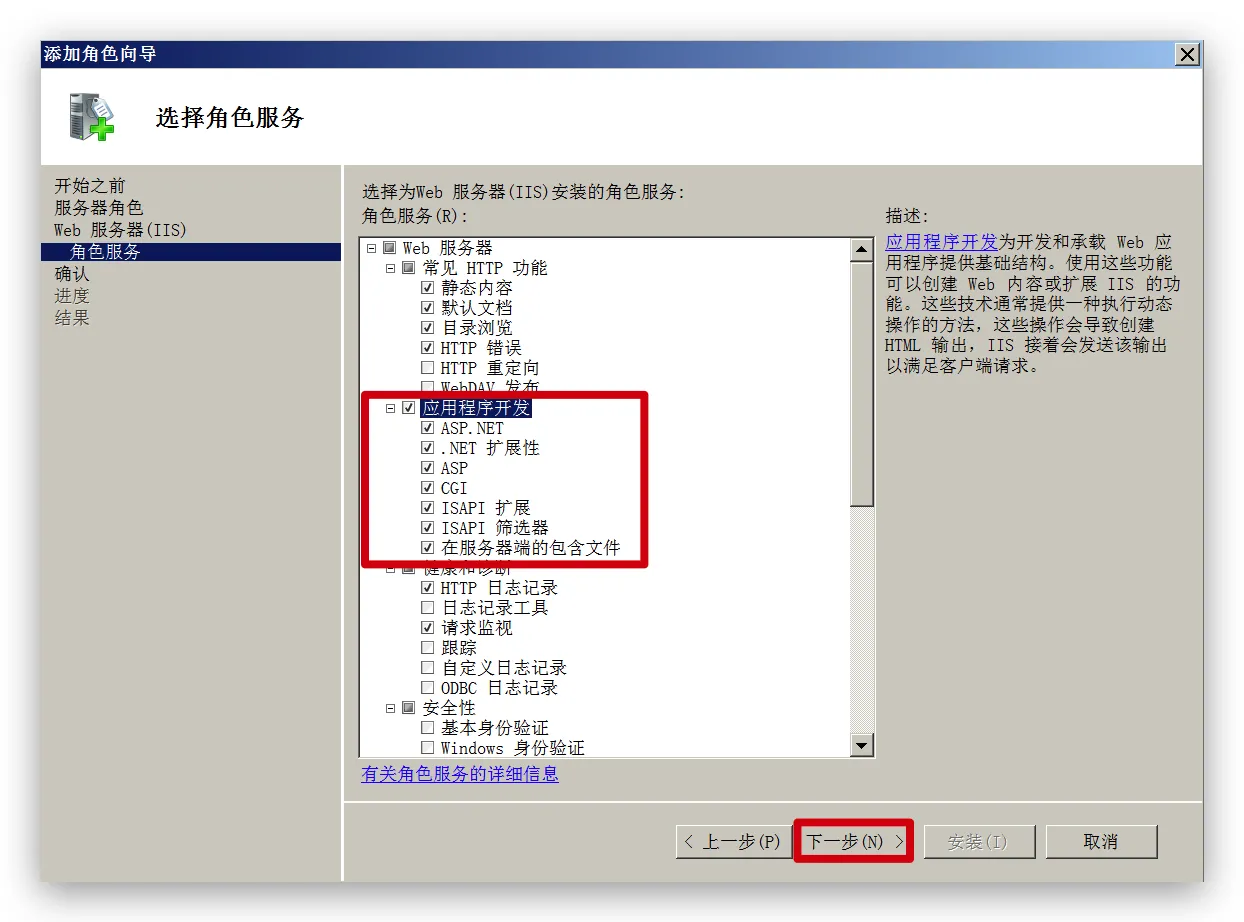 添加角色向导
选择角色服务
开始之前
服务器角色
Web 服务器(IIS)
角色服务
确认
进度
结果
选择为Web 服务器(IIS)安装的角色服务:
角色服务(R):
Web 服务器
常见 HTTP 功能
静态内容
默认文档
目录浏览
HTTP 错误
HTTP 重定向
WebDAV 发布
应用程序开发
ASP.NET
.NET 扩展性
ASP
CGI
ISAPI 扩展
ISAPI 筛选器
在服务器端的包含文件
健康和诊断
HTTP 日志记录
日志记录工具
请求监视
跟踪
自定义日志记录
ODBC 日志记录
安全性
基本身份验证
Windows 身份验证
有关角色服务的详细信息
描述:
应用程序开发为开发和承载 Web 应
用程序提供基础结构。使用这些功能
可以创建 Web 内容或扩展 IIS 的功
能。这些技术通常提供一种执行动态
操作的方法，这些操作会导致创建
HTML 输出，IIS 接着会发送该输出
以满足客户端请求。
< 上一步(P)
下一步(N) >
安装(I)
取消